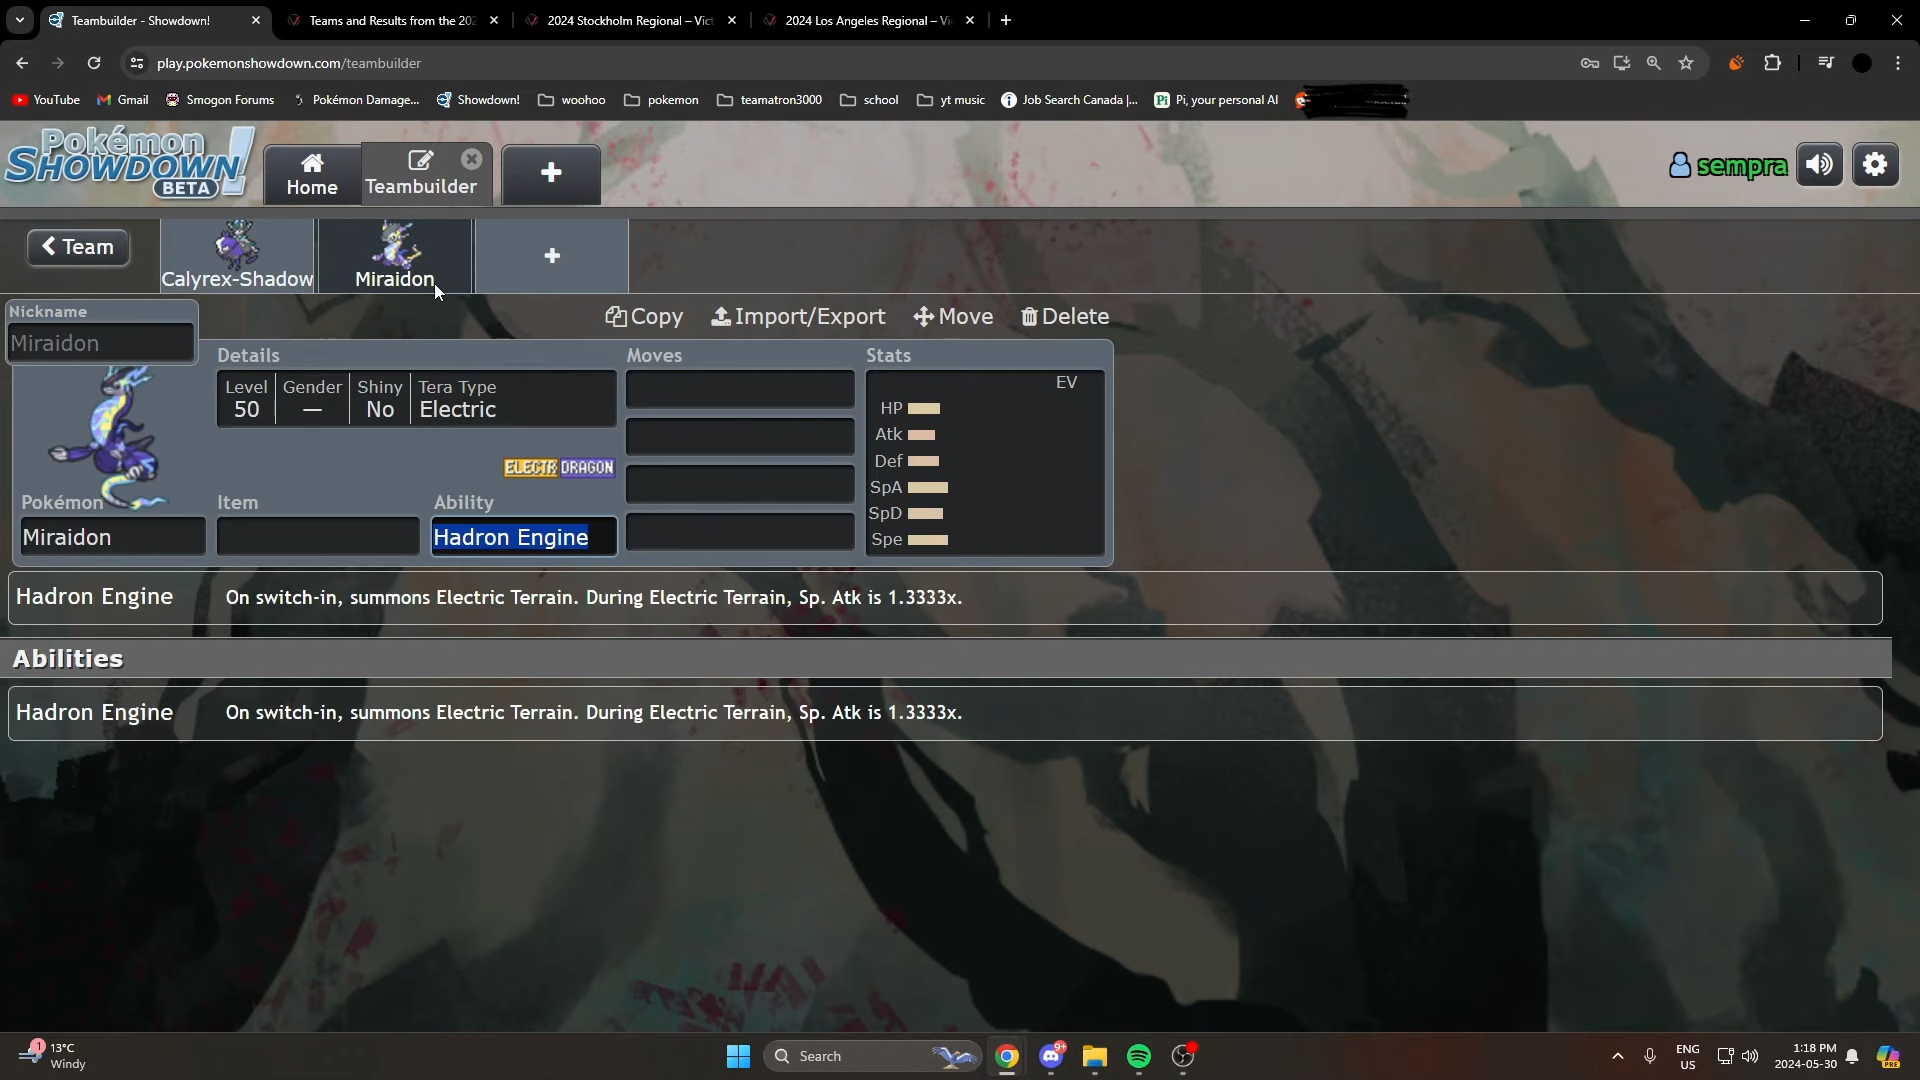 Teambuilder - Showdown!
Teams and Results from the 202
2024 Stockholm Regional – Vict
2024 Los Angeles Regional – Vi
play.pokemonshowdown.com/teambuilder
YouTube
Gmail
Smogon Forums
Pokémon Damage...
Showdown!
woohoo
pokemon
teamatron3000
school
yt music
Job Search Canada |...
Pi, your personal AI
Pokémon
SHOWDOWN!
BETA
Home
Teambuilder
sempra
Team
Calyrex-Shadow
Miraidon
Nickname
Miraidon
Copy
Import/Export
Move
Delete
Details
Moves
Stats
Level
50
Gender
—
Shiny
No
Tera Type
Electric
EV
HP
Atk
Def
SpA
SpD
Spe
ELECTR DRAGON
Pokémon
Miraidon
Item
Ability
Hadron Engine
Hadron Engine On switch-in, summons Electric Terrain. During Electric Terrain, Sp. Atk is 1.3333x.
Abilities
Hadron Engine On switch-in, summons Electric Terrain. During Electric Terrain, Sp. Atk is 1.3333x.
1
13°C
Windy
Search
9+
ENG
US
1:18 PM
2024-05-30
PRE